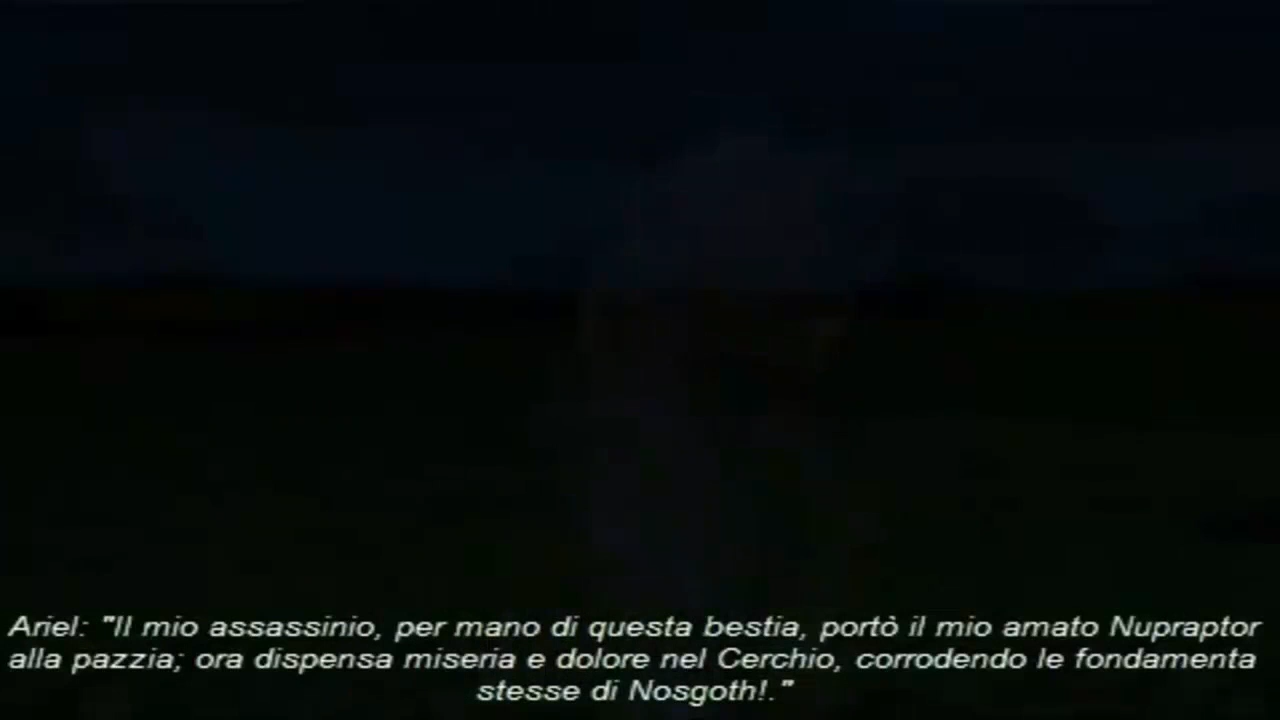 Ariel: "Il mio assassinio, per mano di questa bestia, portò il mio amato Nupraptor
alla pazzia; ora dispensa miseria e dolore nel Cerchio, corrodendo le fondamenta
stesse di Nosgoth!."